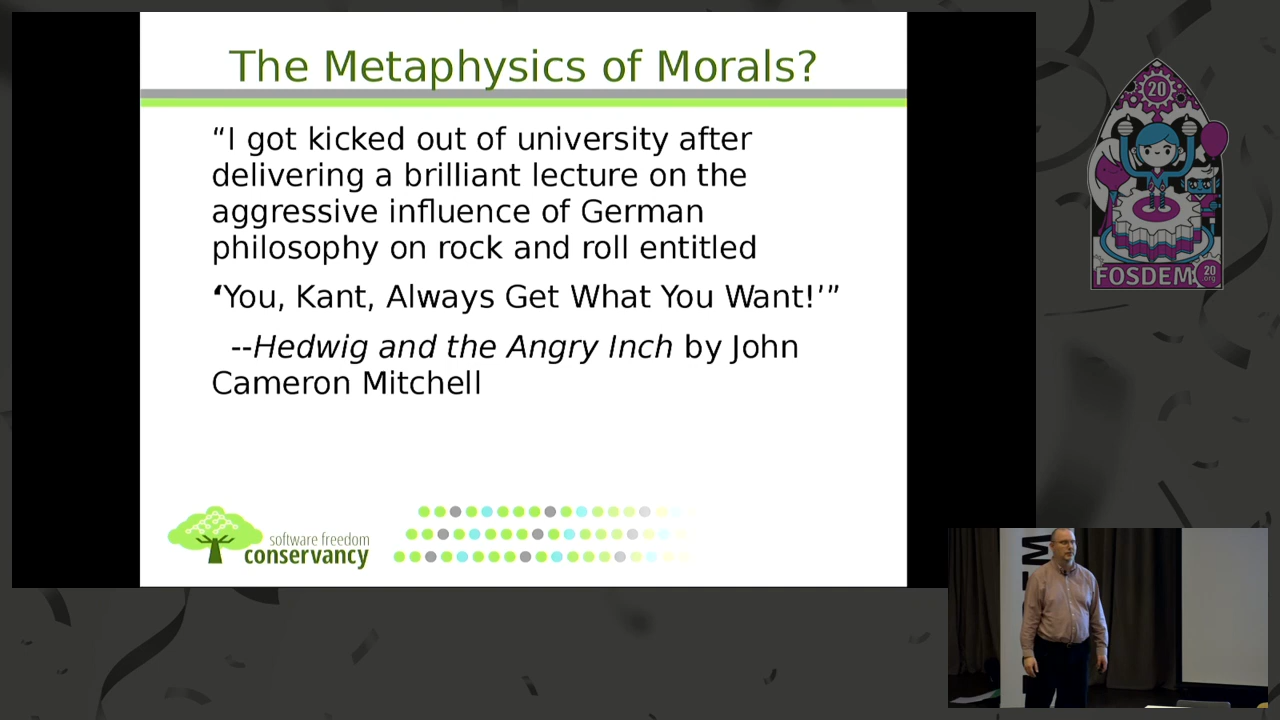 The Metaphysics of Morals?
“I got kicked out of university after
delivering a brilliant lecture on the
aggressive influence of German
philosophy on rock and roll entitled
‘You, Kant, Always Get What You Want!’”
--Hedwig and the Angry Inch by John
Cameron Mitchell
software freedom
conservancy
20
FOSDEM 20
.org